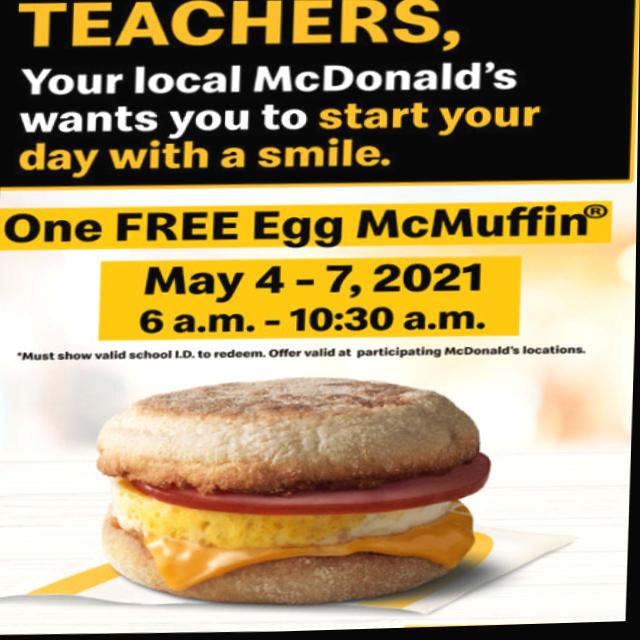 TEACHERS,
Your local McDonald's
wants you to start your
day with a smile.
One FREE Egg McMuffin®
May 4 - 7, 2021
6 a.m. - 10:30 a.m.
*Must show valid school I.D. to redeem. Offer valid at participating McDonald's locations.